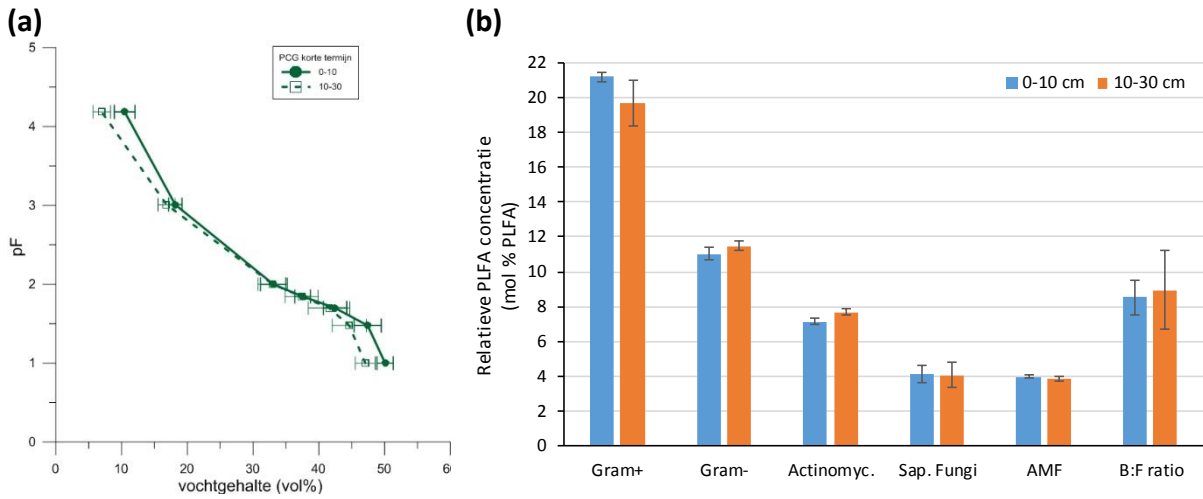 (a)
PCG korte termijn
0-10
10-30
5
4
3
2
1
0
pF
0 10 20 30 40 50 60
vochtgehalte (vol%)
(b)
0-10 cm 10-30 cm
22
20
18
16
14
12
10
8
6
4
2
0
Relatieve PLFA concentratie
(mol % PLFA)
Gram+ Gram- Actinomyc. Sap. Fungi AMF B:F ratio